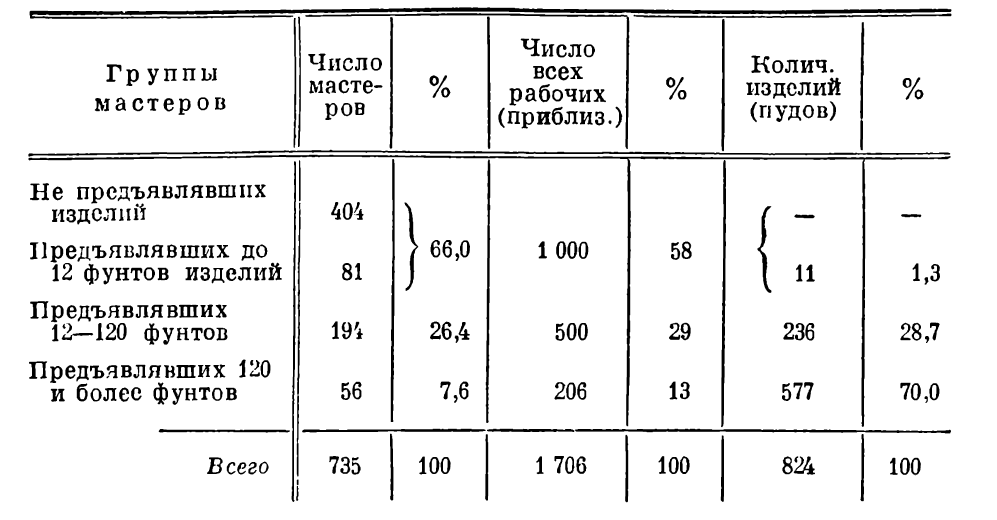 Группы мастеров | Число мастеров | % | Число всех рабочих (приблиз.) | % | Колич. изделий (пудов) | %
Не предъявлявших изделий | 404 | | | | — | —
Предъявлявших до 12 фунтов изделий | 81 | 66,0 | 1 000 | 58 | 11 | 1,3
Предъявлявших 12—120 фунтов | 194 | 26,4 | 500 | 29 | 236 | 28,7
Предъявлявших 120 и более фунтов | 56 | 7,6 | 206 | 13 | 577 | 70,0
Всего | 735 | 100 | 1 706 | 100 | 824 | 100